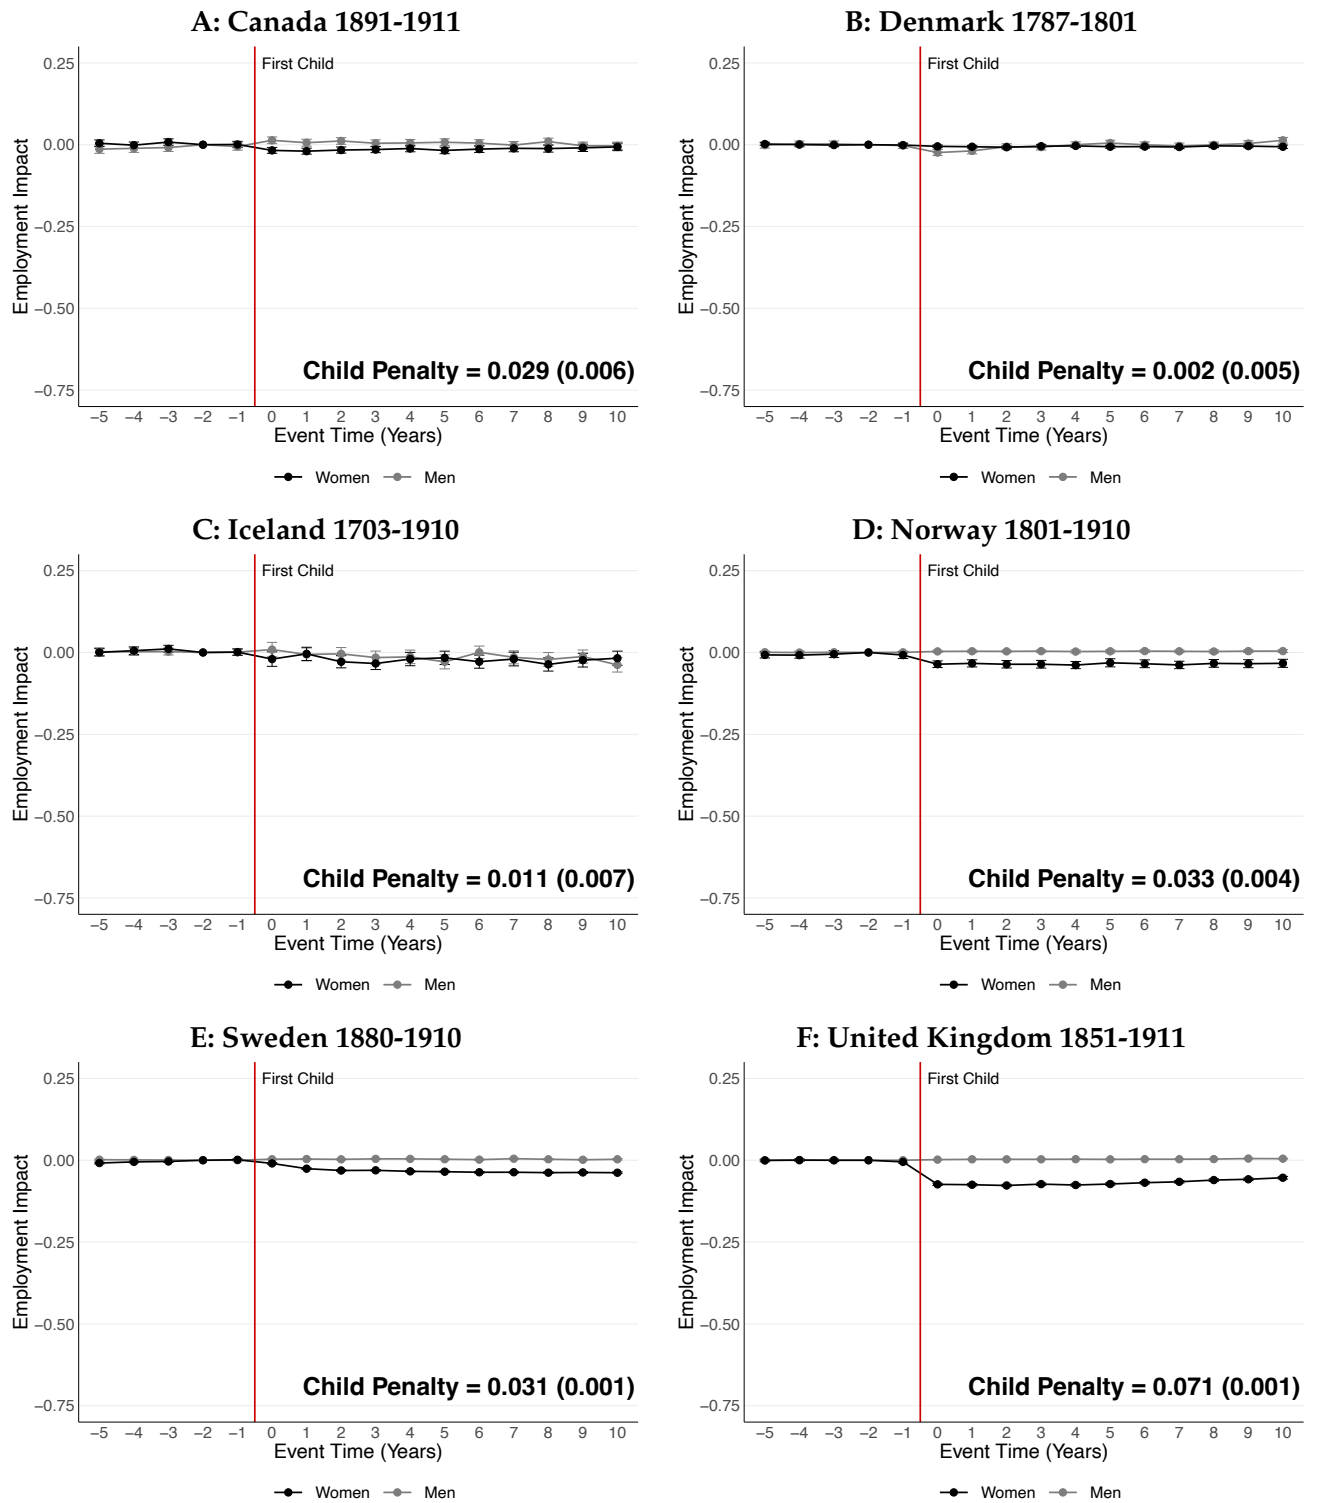 A: Canada 1891-1911
0.25
0.00
−0.25
−0.50
−0.75
Employment Impact
First Child
Child Penalty = 0.029 (0.006)
−5 −4 −3 −2 −1 0 1 2 3 4 5 6 7 8 9 10
Event Time (Years)
Women Men
B: Denmark 1787-1801
0.25
0.00
−0.25
−0.50
−0.75
Employment Impact
First Child
Child Penalty = 0.002 (0.005)
−5 −4 −3 −2 −1 0 1 2 3 4 5 6 7 8 9 10
Event Time (Years)
Women Men
C: Iceland 1703-1910
0.25
0.00
−0.25
−0.50
−0.75
Employment Impact
First Child
Child Penalty = 0.011 (0.007)
−5 −4 −3 −2 −1 0 1 2 3 4 5 6 7 8 9 10
Event Time (Years)
Women Men
D: Norway 1801-1910
0.25
0.00
−0.25
−0.50
−0.75
Employment Impact
First Child
Child Penalty = 0.033 (0.004)
−5 −4 −3 −2 −1 0 1 2 3 4 5 6 7 8 9 10
Event Time (Years)
Women Men
E: Sweden 1880-1910
0.25
0.00
−0.25
−0.50
−0.75
Employment Impact
First Child
Child Penalty = 0.031 (0.001)
−5 −4 −3 −2 −1 0 1 2 3 4 5 6 7 8 9 10
Event Time (Years)
Women Men
F: United Kingdom 1851-1911
0.25
0.00
−0.25
−0.50
−0.75
Employment Impact
First Child
Child Penalty = 0.071 (0.001)
−5 −4 −3 −2 −1 0 1 2 3 4 5 6 7 8 9 10
Event Time (Years)
Women Men